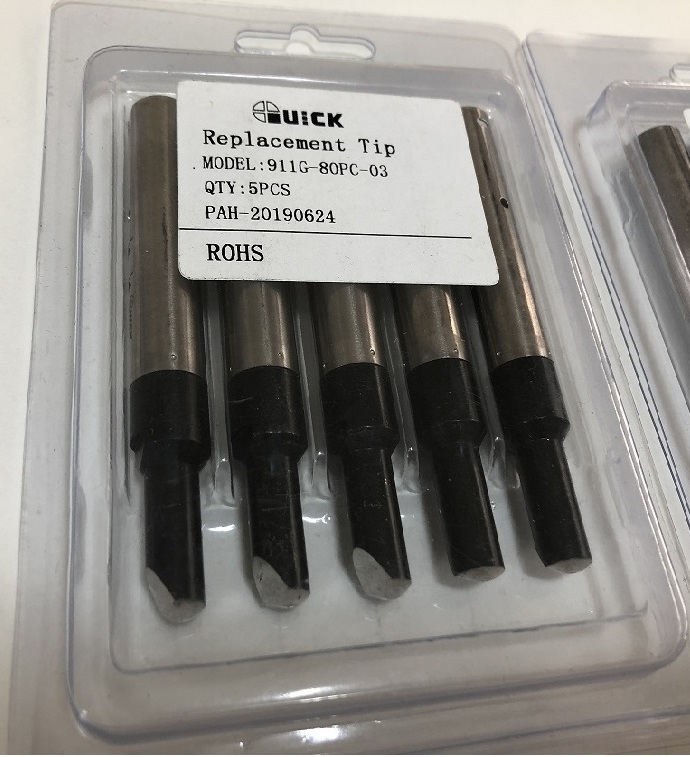 QUICK
Replacement Tip
MODEL:911G-80PC-03
QTY:5PCS
PAH-20190624
ROHS